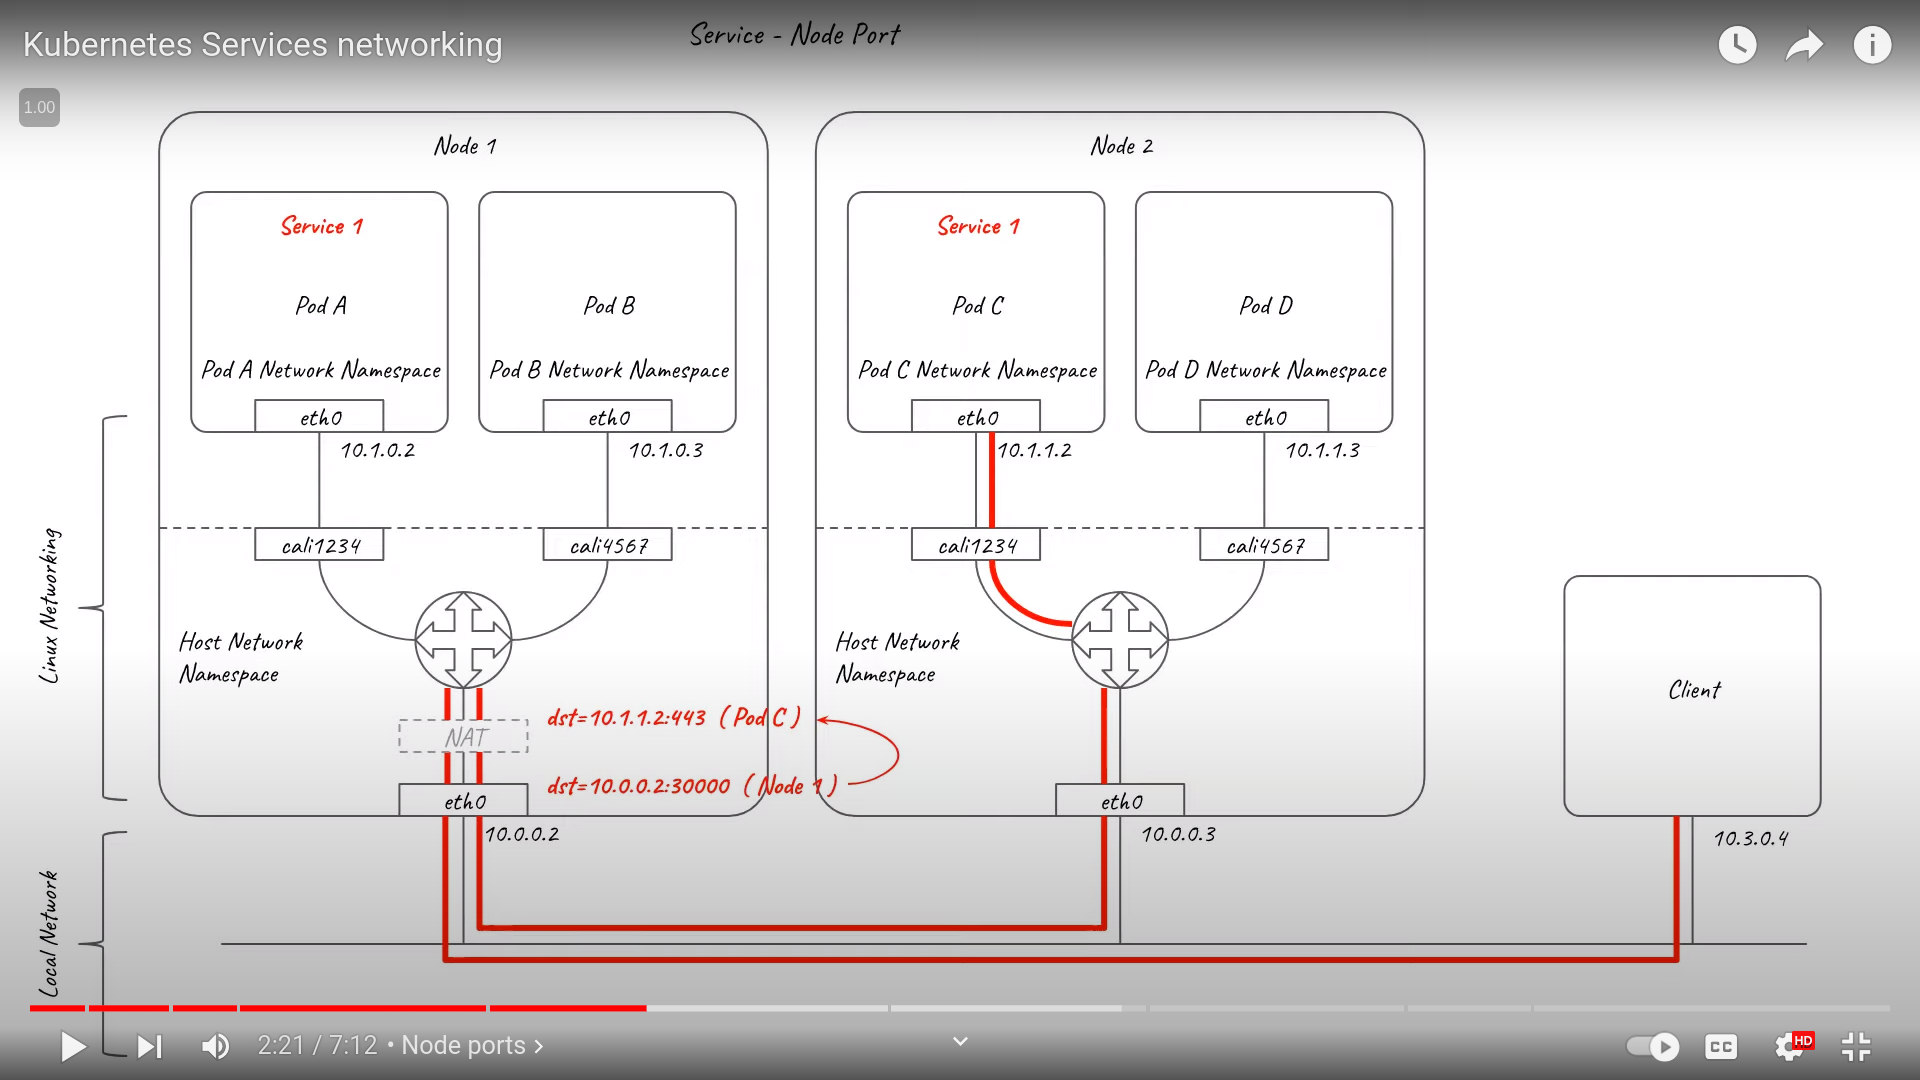 Kubernetes Services networking
Service - Node Port
1.00
Node 1
Service 1
Pod A
Pod A Network Namespace
eth0
10.1.0.2
Pod B
Pod B Network Namespace
eth0
10.1.0.3
cali1234
cali4567
Host Network
Namespace
NAT
dst=10.1.1.2:443 ( Pod C )
dst=10.0.0.2:30000 ( Node 1 )
eth0
10.0.0.2
Node 2
Service 1
Pod C
Pod C Network Namespace
eth0
10.1.1.2
Pod D
Pod D Network Namespace
eth0
10.1.1.3
cali1234
cali4567
Host Network
Namespace
eth0
10.0.0.3
Client
10.3.0.4
Linux Networking
Local Network
2:21 / 7:12 • Node ports
CC
HD